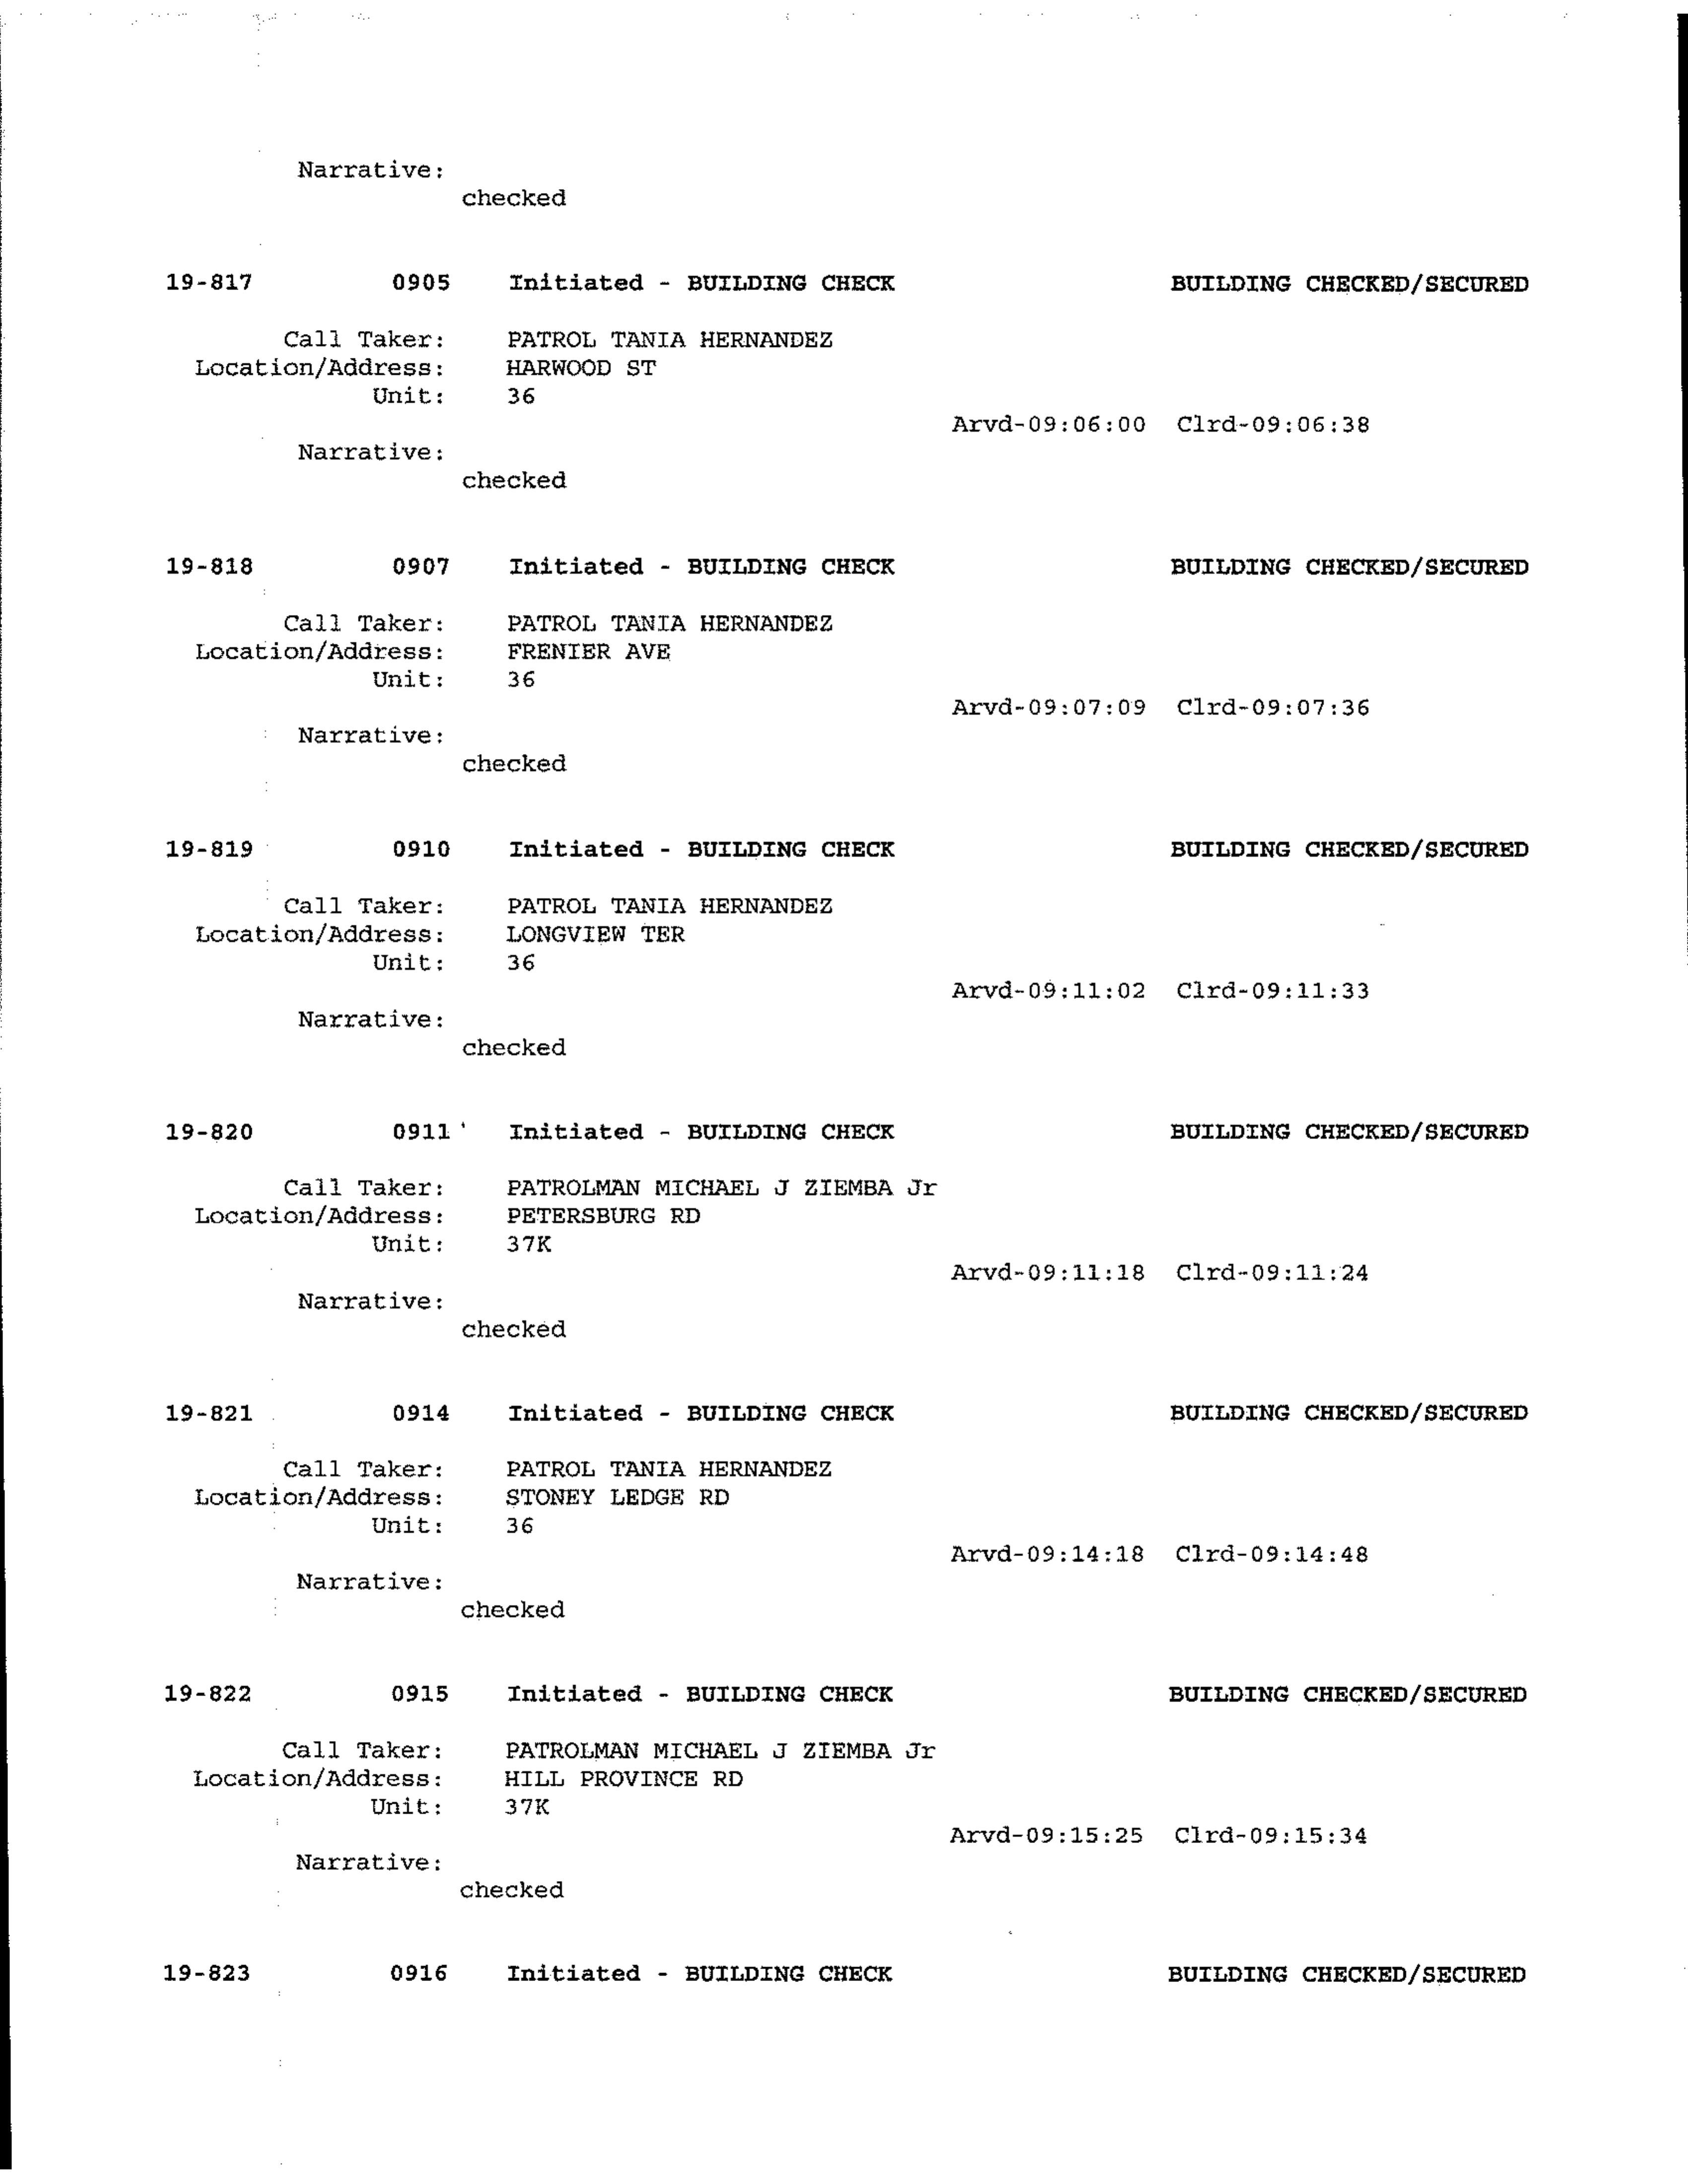 Narrative:
checked
19-817 0905 Initiated - BUILDING CHECK BUILDING CHECKED/SECURED
Call Taker: PATROL TANIA HERNANDEZ
Location/Address: HARWOOD ST
Unit: 36
Arvd-09:06:00 Clrd-09:06:38
Narrative:
checked
19-818 0907 Initiated - BUILDING CHECK BUILDING CHECKED/SECURED
Call Taker: PATROL TANIA HERNANDEZ
Location/Address: FRENIER AVE
Unit: 36
Arvd-09:07:09 Clrd-09:07:36
Narrative:
checked
19-819 0910 Initiated - BUILDING CHECK BUILDING CHECKED/SECURED
Call Taker: PATROL TANIA HERNANDEZ
Location/Address: LONGVIEW TER
Unit: 36
Arvd-09:11:02 Clrd-09:11:33
Narrative:
checked
19-820 0911 Initiated - BUILDING CHECK BUILDING CHECKED/SECURED
Call Taker: PATROLMAN MICHAEL J ZIEMBA Jr
Location/Address: PETERSBURG RD
Unit: 37K
Arvd-09:11:18 Clrd-09:11:24
Narrative:
checked
19-821 0914 Initiated - BUILDING CHECK BUILDING CHECKED/SECURED
Call Taker: PATROL TANIA HERNANDEZ
Location/Address: STONEY LEDGE RD
Unit: 36
Arvd-09:14:18 Clrd-09:14:48
Narrative:
checked
19-822 0915 Initiated - BUILDING CHECK BUILDING CHECKED/SECURED
Call Taker: PATROLMAN MICHAEL J ZIEMBA Jr
Location/Address: HILL PROVINCE RD
Unit: 37K
Arvd-09:15:25 Clrd-09:15:34
Narrative:
checked
19-823 0916 Initiated - BUILDING CHECK BUILDING CHECKED/SECURED